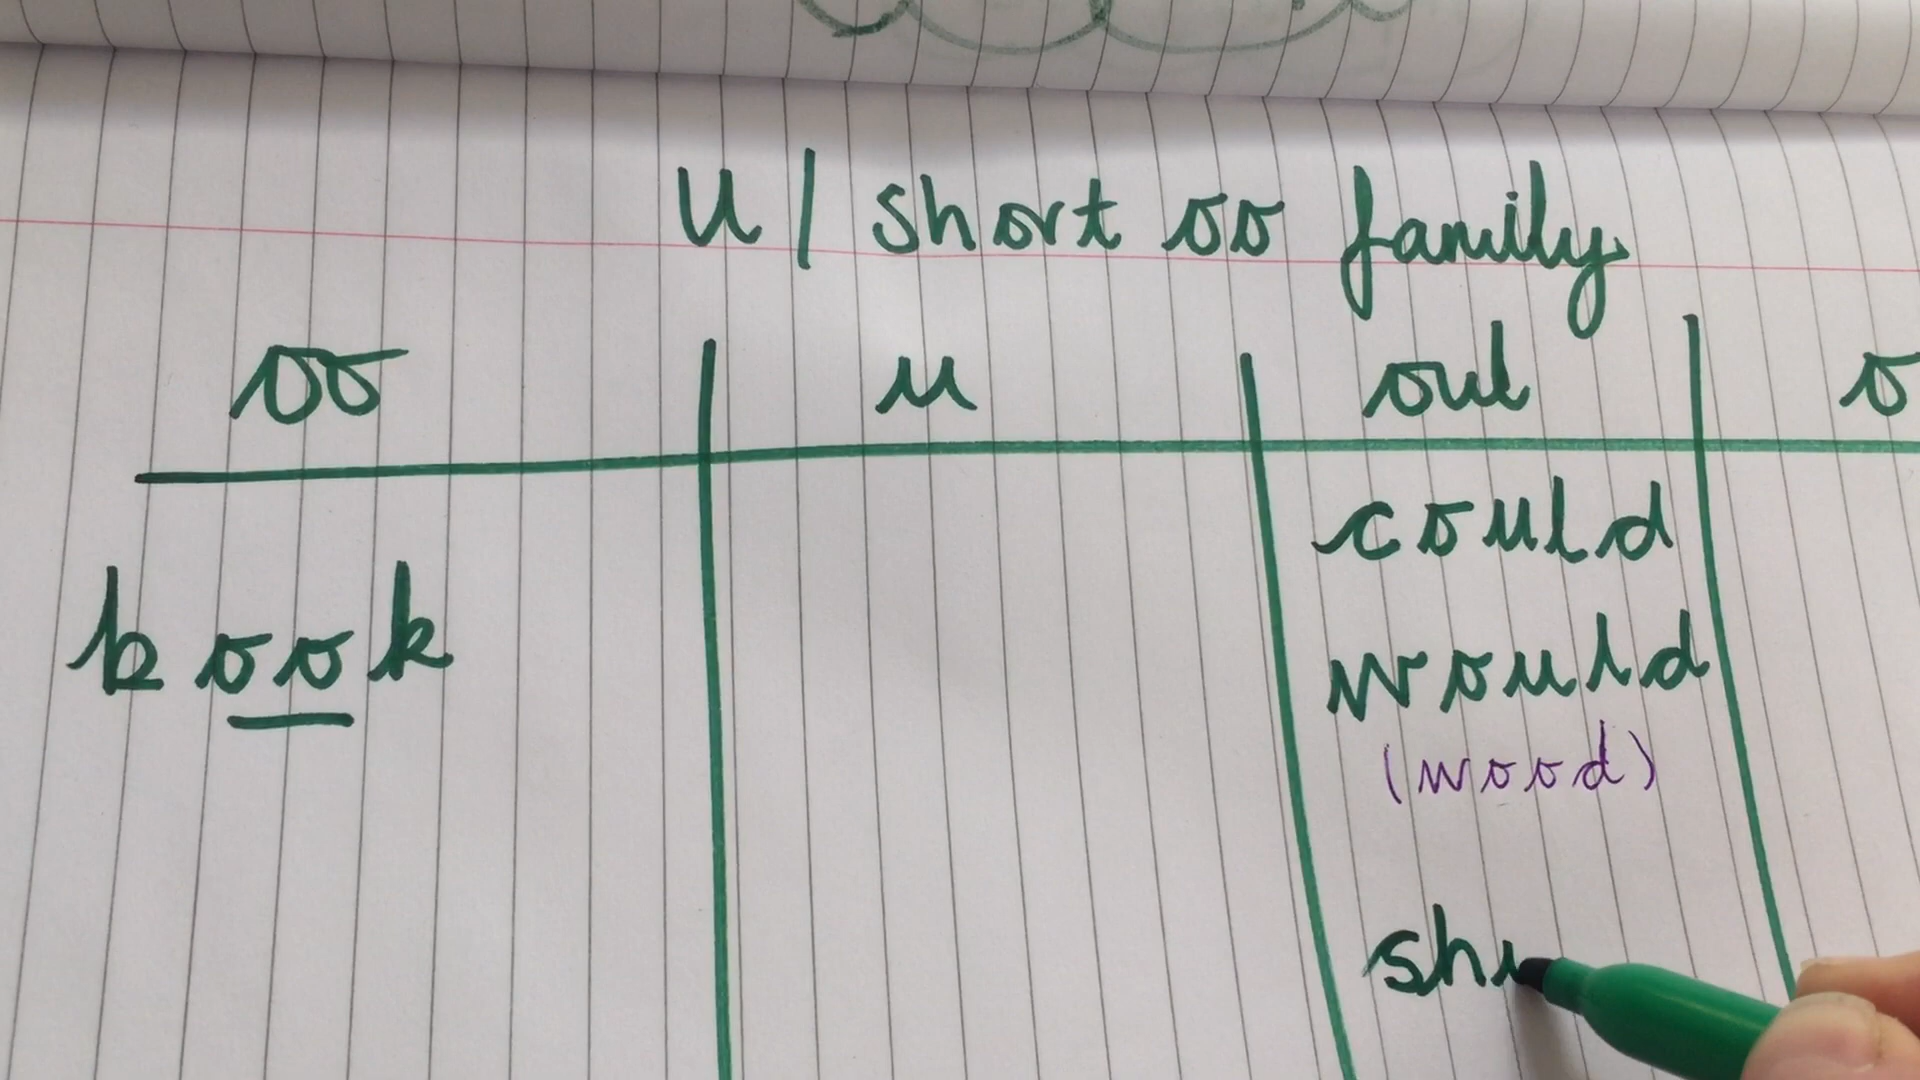 u / short oo family
oo u oul o
could
book
would
(wood)
sh